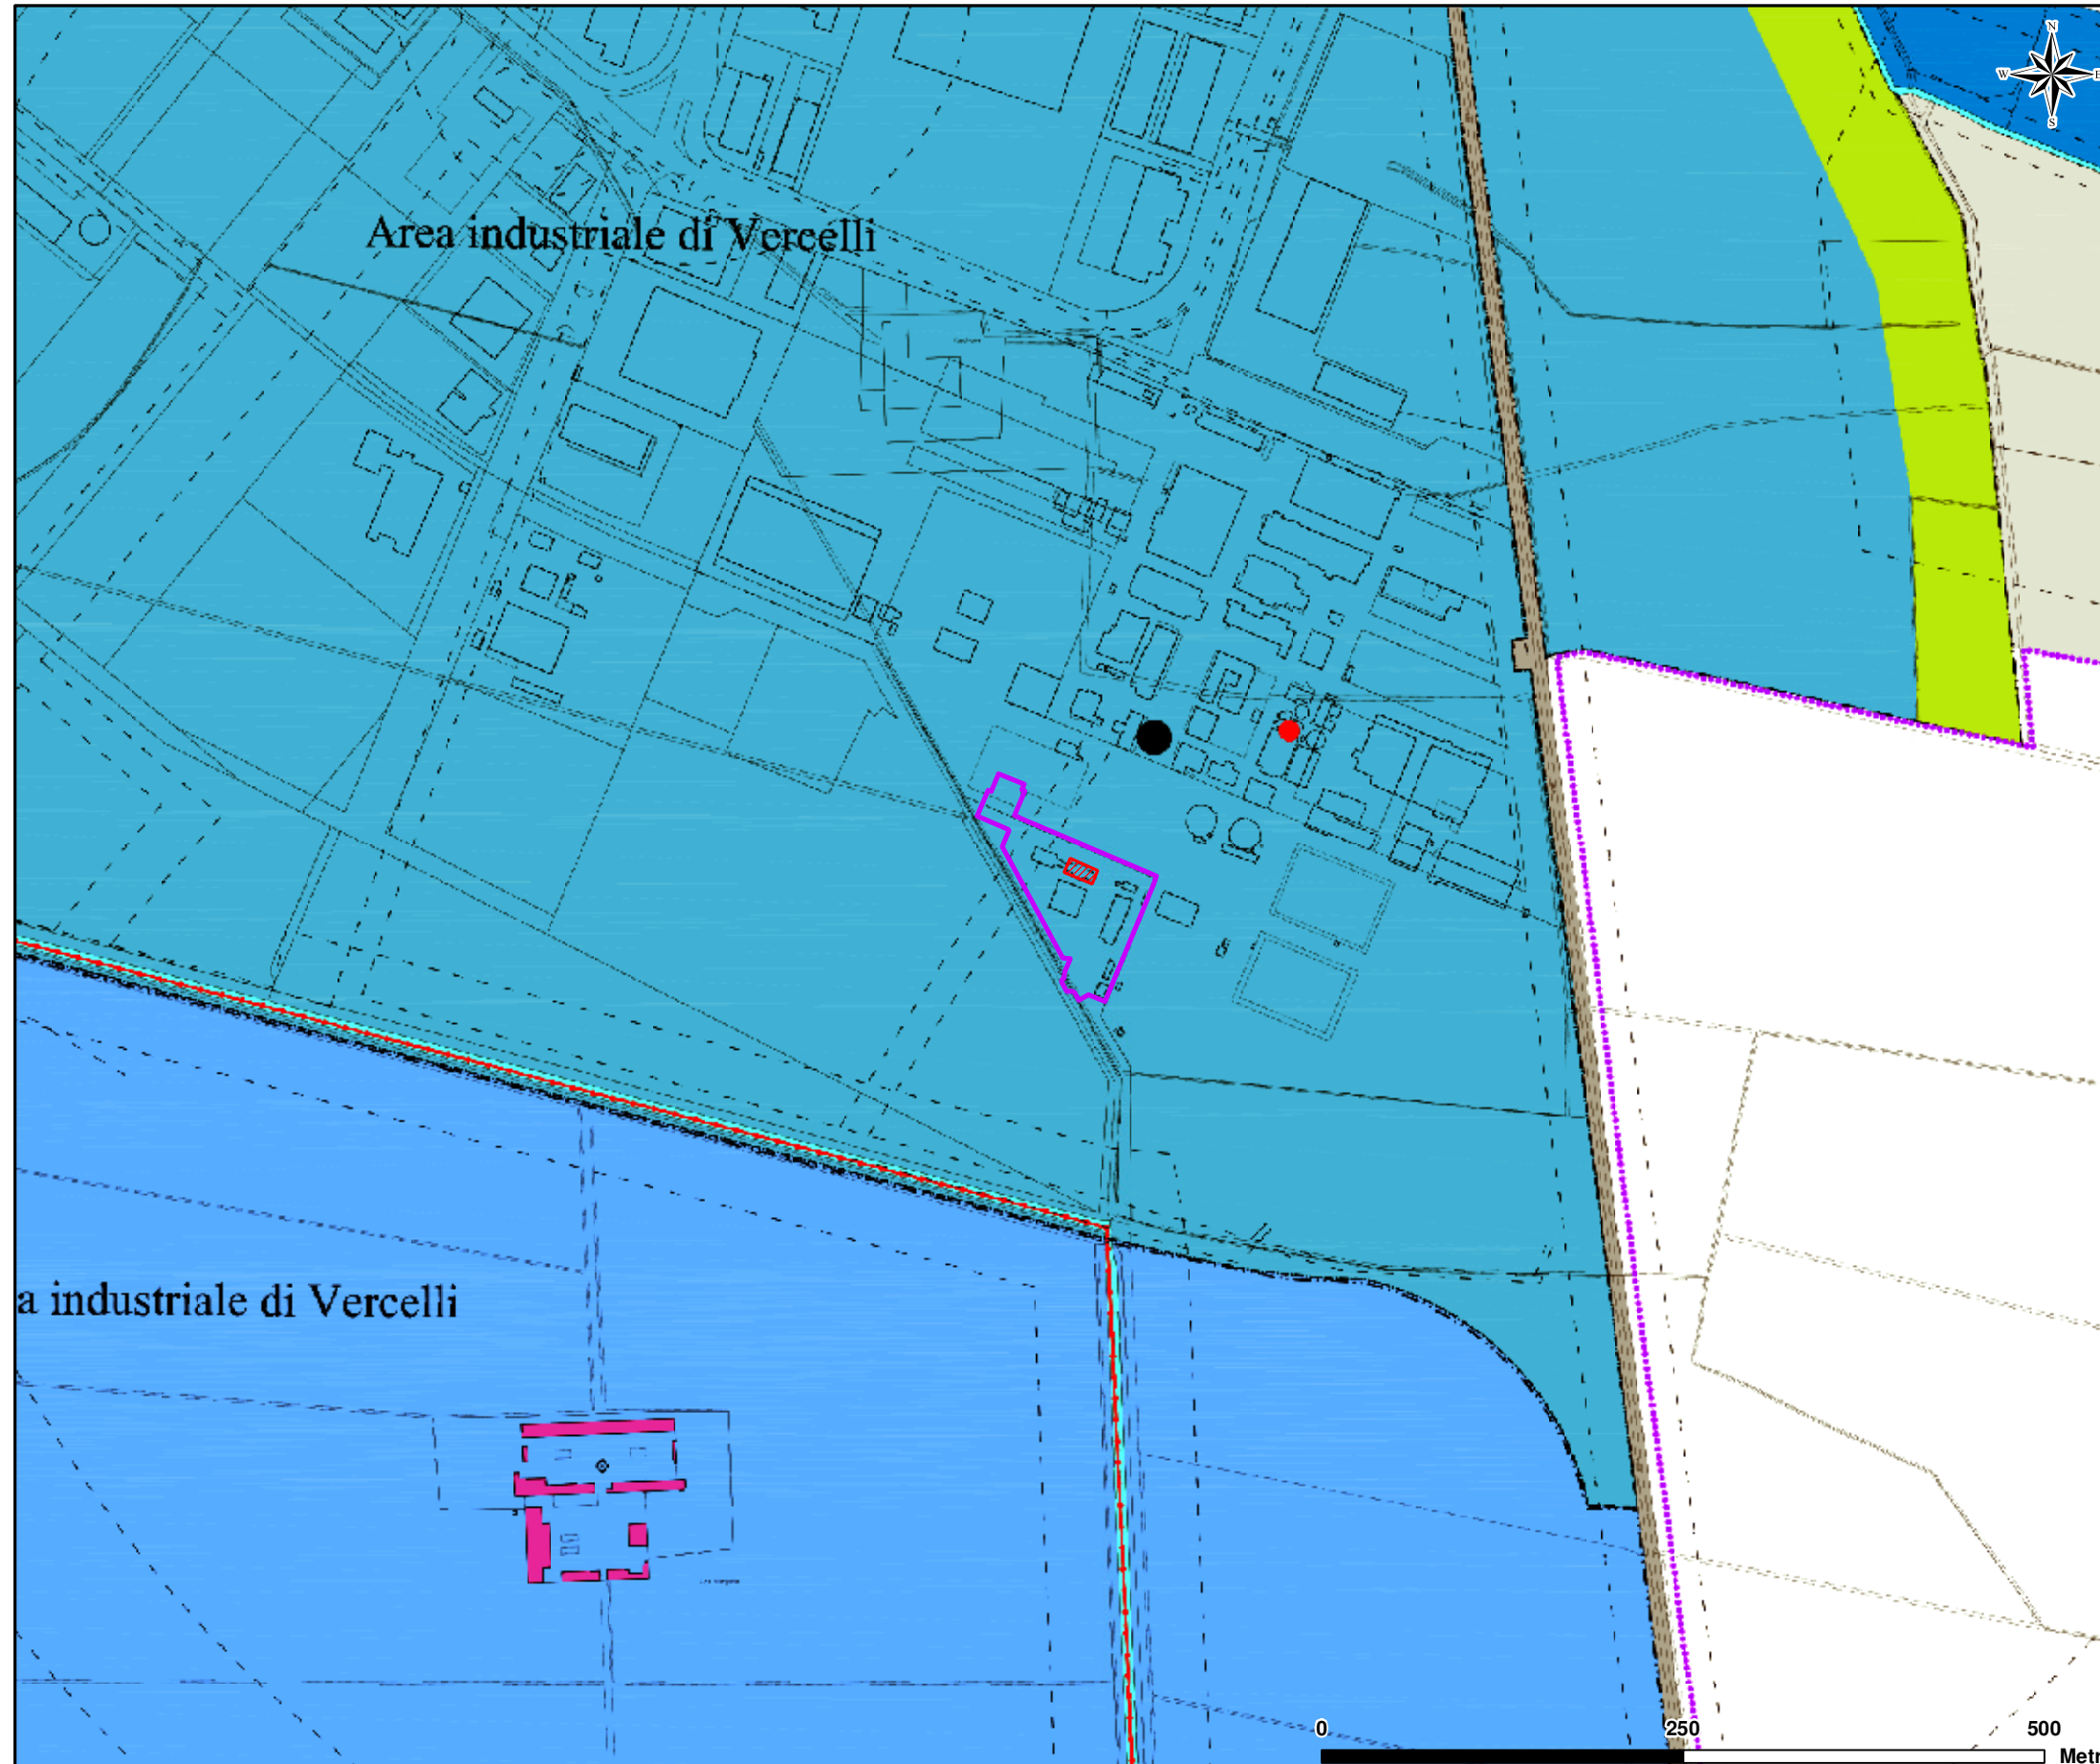 N
W E
S
Area industriale di Vercelli
a industriale di Vercelli
0 250 500
Metr